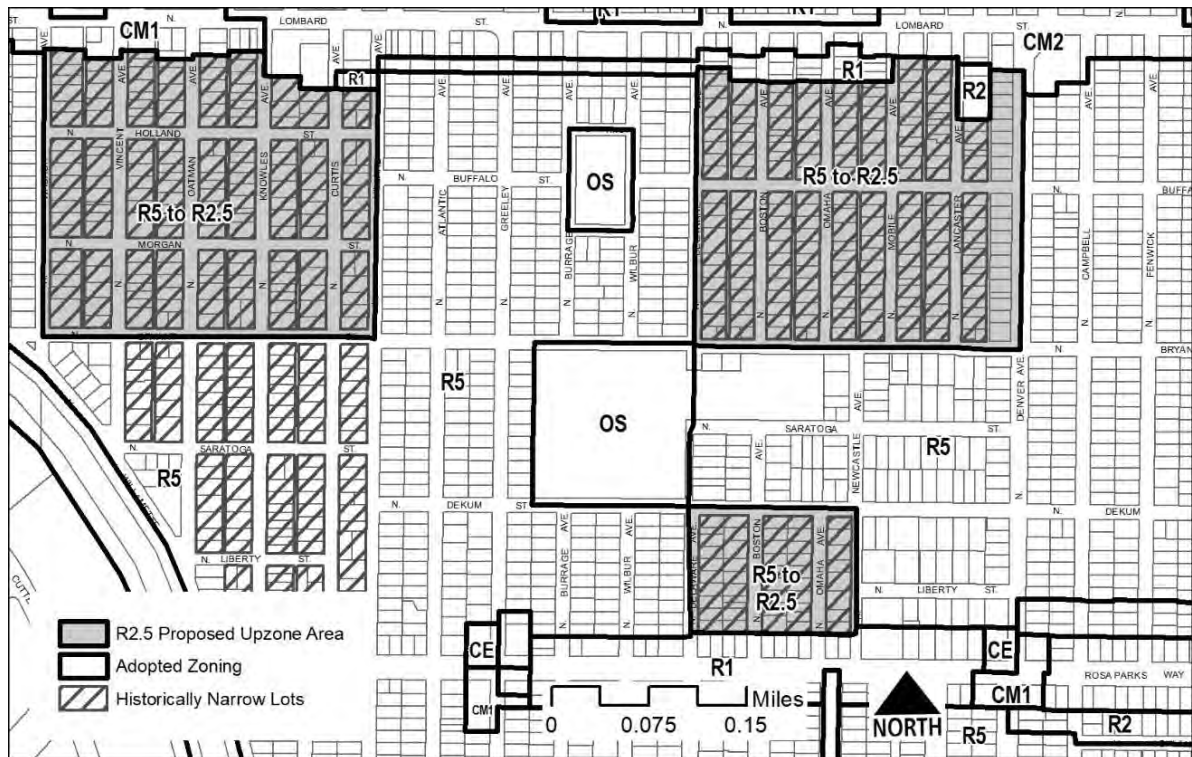 N.
LOMBARD
ST.
R1
R1
N.
LOMBARD
ST.
CM1
CM2
R1
R1
R2
AVE.
AVE.
AVE.
AVE.
N.
HOLLAND
ST.
VINCENT
OATMAN
KNOWLES
CURTIS
R5 to R2.5
N.
MORGAN
ST.
N.
BUFFALO
ST.
OS
ATLANTIC
GREELEY
BURRAGE
WILBUR
R5 to R2.5
BOSTON
OMAHA
MOBILE
LANCASTER
N.
CAMPBELL
FENWICK
N.
BRYAN
R5
OS
N.
SARATOGA
ST.
AVE.
NEWCASTLE
AVE.
R5
DENVER AVE.
N.
SARATOGA
ST.
R5
N.
DEKUM
ST
N.
DEKUM
N.
LIBERTY
ST.
BURRAGE AVE.
WILBUR AVE.
BOSTON
OMAHA AVE.
R5 to
R2.5
N.
LIBERTY
ST.
R2.5 Proposed Upzone Area
Adopted Zoning
Historically Narrow Lots
CE
CM1
R1
CE
CM1
ROSA PARKS WAY
R2
R5
Miles
0
0.075
0.15
NORTH